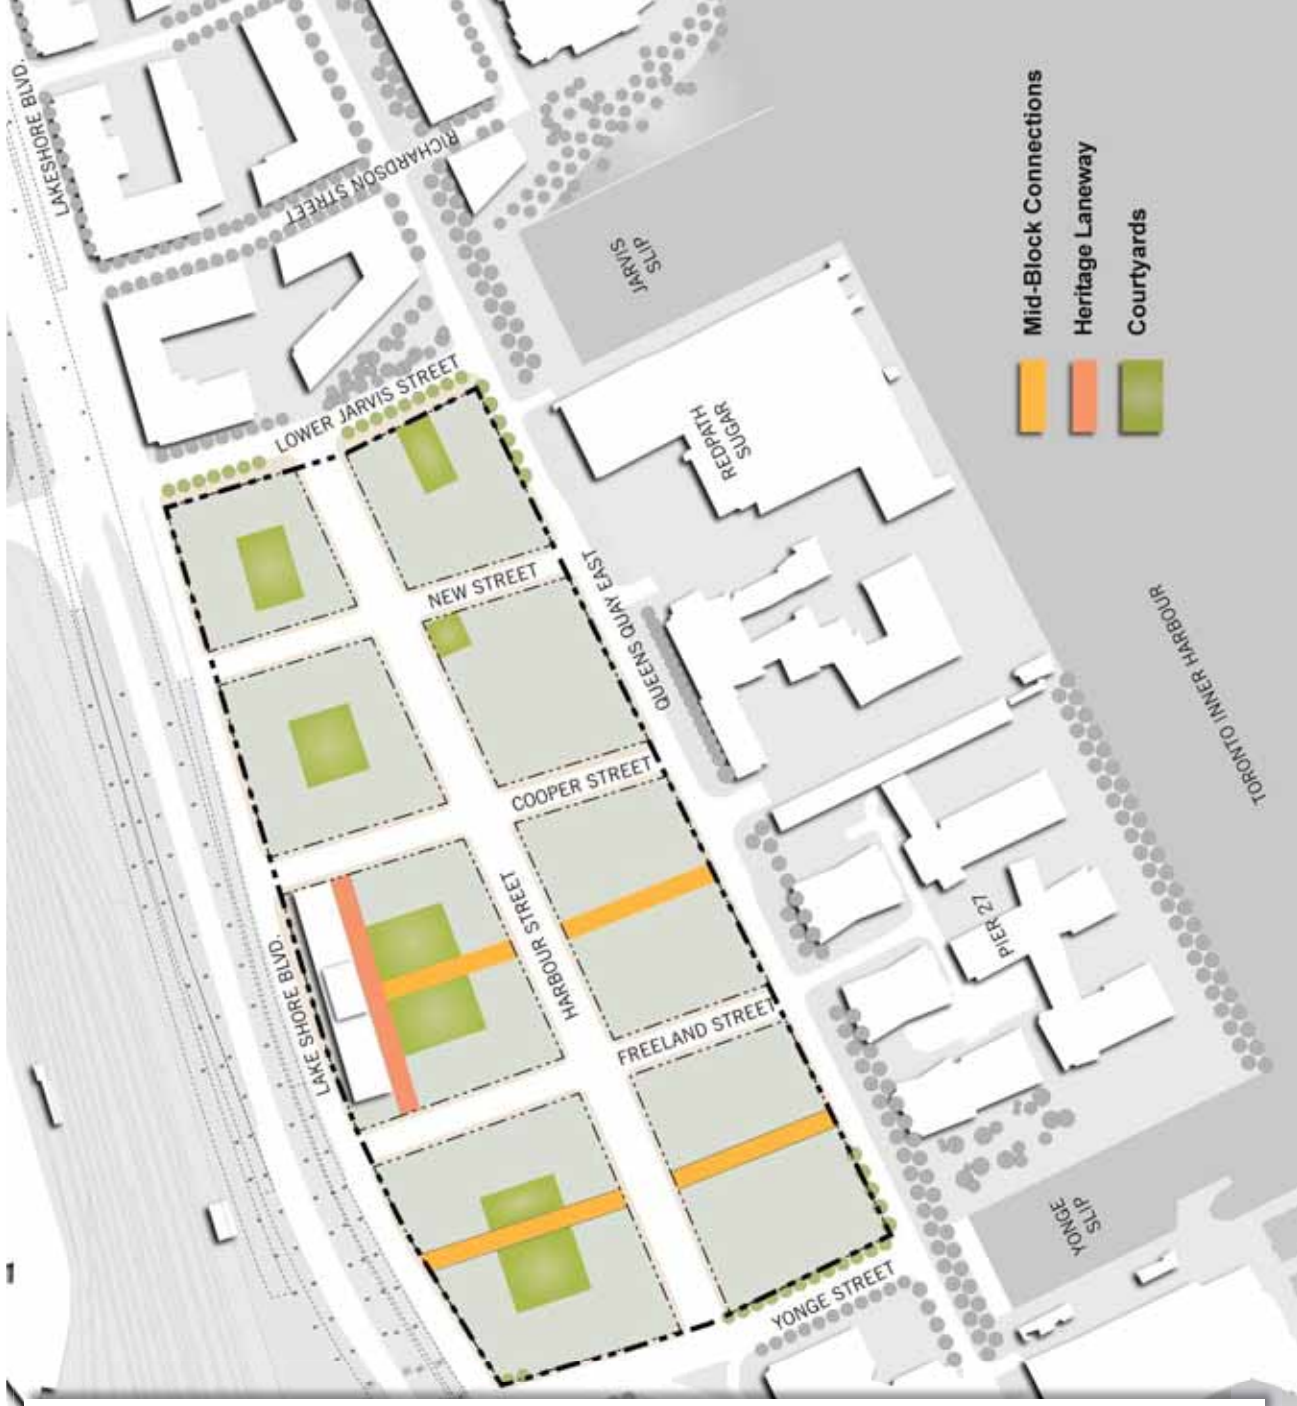 LAKESHORE BLVD.
RICHARDSON STREET
JARVIS
SLIP
LOWER JARVIS STREET
REDPATH
SUGAR
NEW STREET
QUEENS QUAY EAST
COOPER STREET
HARBOUR STREET
LAKE SHORE BLVD.
FREELAND STREET
PIER 27
TORONTO INNER HARBOUR
YONGE
SLIP
YONGE STREET
Mid-Block Connections
Heritage Laneway
Courtyards